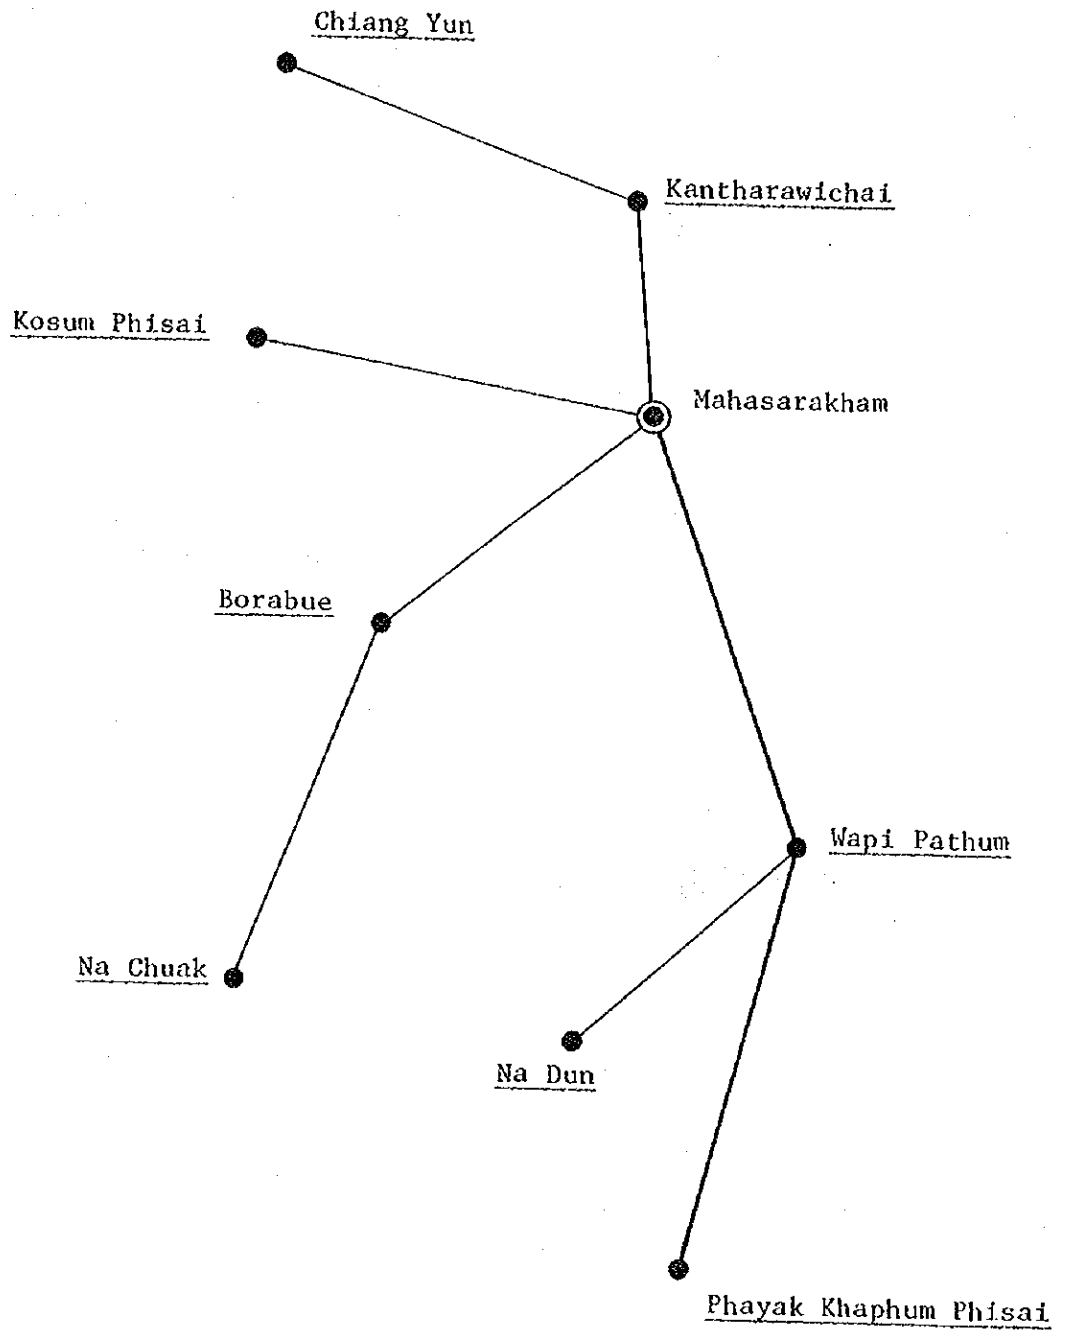 Chiang Yun
Kantharawichai
Kosum Phisai
Mahasarakham
Borabue
Wapi Pathum
Na Chuak
Na Dun
Phayak Khaphum Phisai